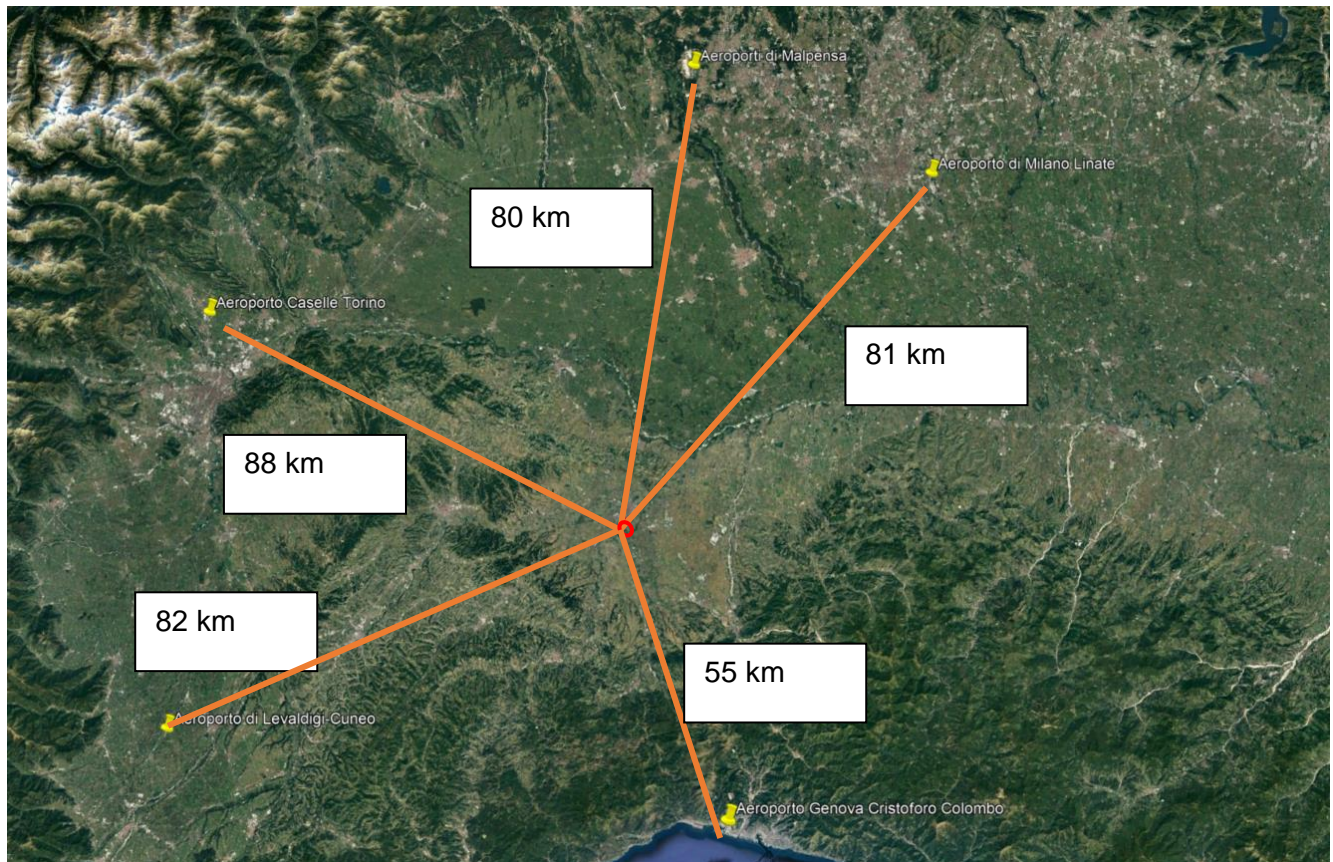 Aeroporti di Malpensa
Aeroporto di Milano Linate
80 km
Aeroporto Caselle Torino
81 km
88 km
82 km
55 km
Aeroporto di Levaldigi-Cuneo
Aeroporto Genova Cristoforo Colombo